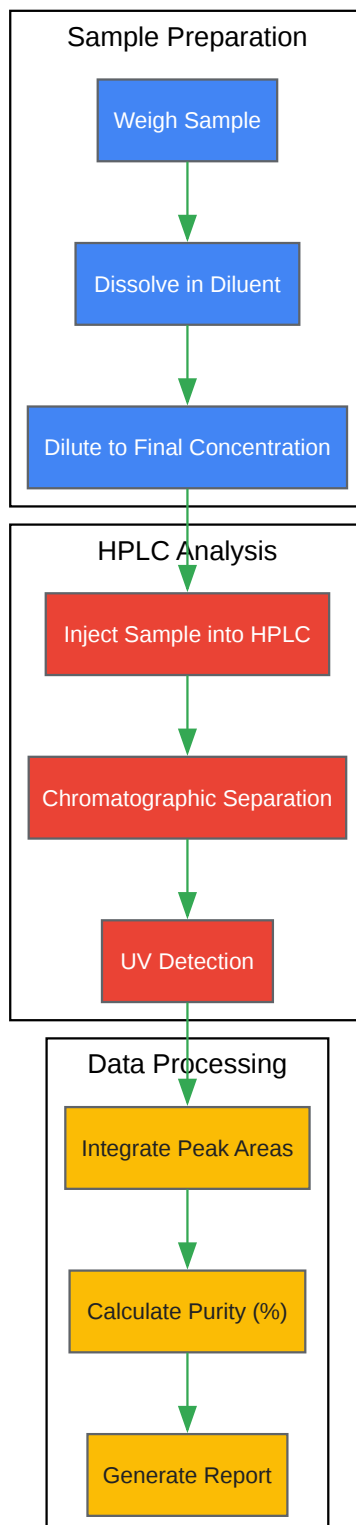 Sample Preparation
Weigh Sample
Dissolve in Diluent
Dilute to Final Concentration
HPLC Analysis
Inject Sample into HPLC
Chromatographic Separation
UV Detection
Data Processing
Integrate Peak Areas
Calculate Purity (%)
Generate Report